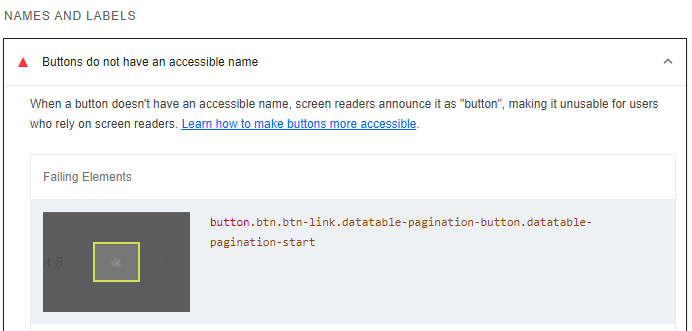 NAMES AND LABELS
Buttons do not have an accessible name
When a button doesn't have an accessible name, screen readers announce it as "button", making it unusable for users
who rely on screen readers. Learn how to make buttons more accessible.
Failing Elements
button.btn.btn-link.datatable-pagination-button.datatable-
pagination-start
8